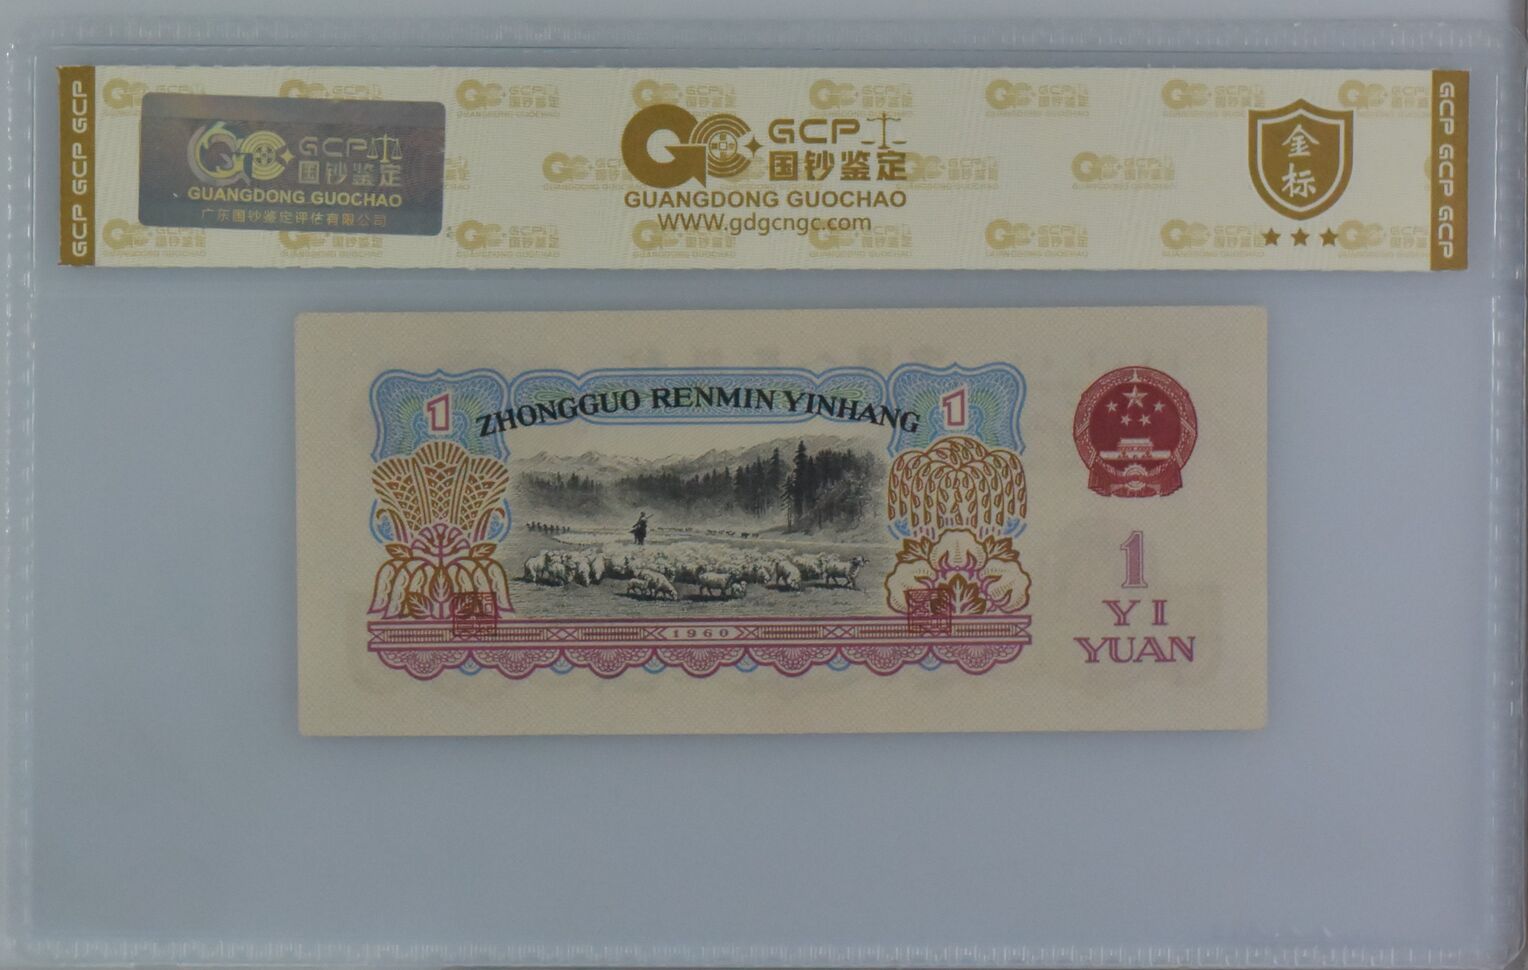 GCP GCP GCP
GCP
国钞鉴定
GUANGDONG GUOCHAO
广东国钞鉴定评估有限公司
GCP
国钞鉴定
GUANGDONG GUOCHAO
WWW.gdgcngc.com
金标
GCP GCP GCP
1
ZHONGGUO RENMIN YINHANG
1
1960
1
YI
YUAN